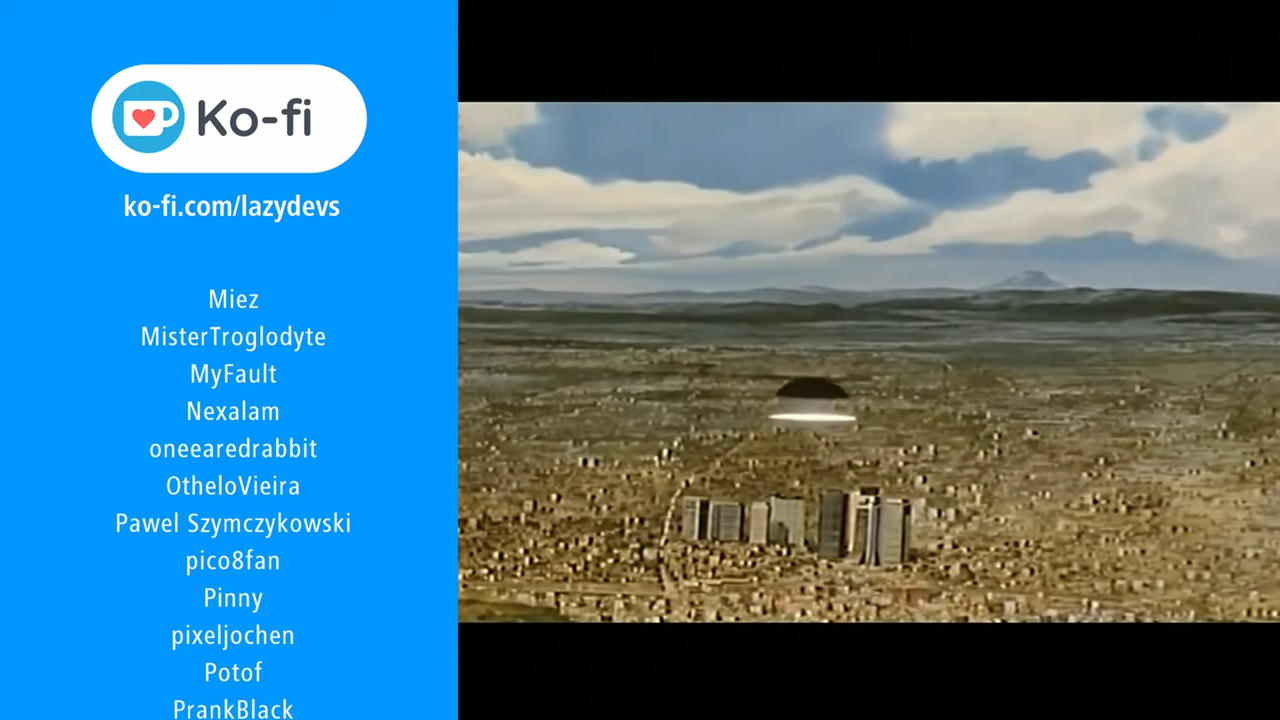 Ko-fi
ko-fi.com/lazydevs
Miez
MisterTroglodyte
MyFault
Nexalam
oneearedrabbit
OtheloVieira
Pawel Szymczykowski
pico8fan
Pinny
pixeljochen
Potof
PrankBlack